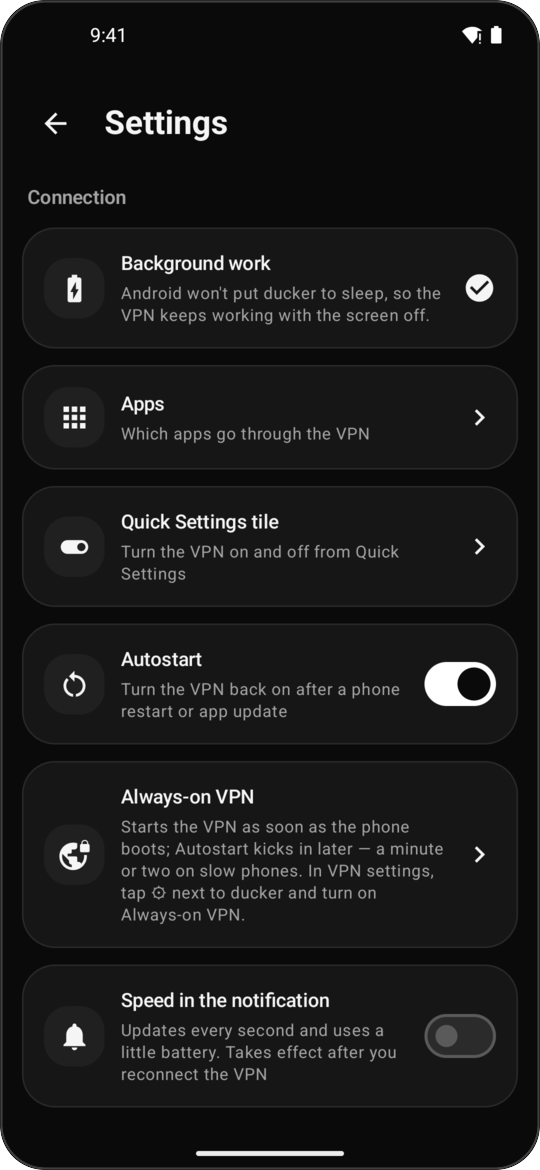 9:41
Settings
Connection
Background work
Android won't put ducker to sleep, so the
VPN keeps working with the screen off.
Apps
Which apps go through the VPN
Quick Settings tile
Turn the VPN on and off from Quick
Settings
Autostart
Turn the VPN back on after a phone
restart or app update
Always-on VPN
Starts the VPN as soon as the phone
boots; Autostart kicks in later — a minute
or two on slow phones. In VPN settings,
tap ⚙ next to ducker and turn on
Always-on VPN.
Speed in the notification
Updates every second and uses a
little battery. Takes effect after you
reconnect the VPN